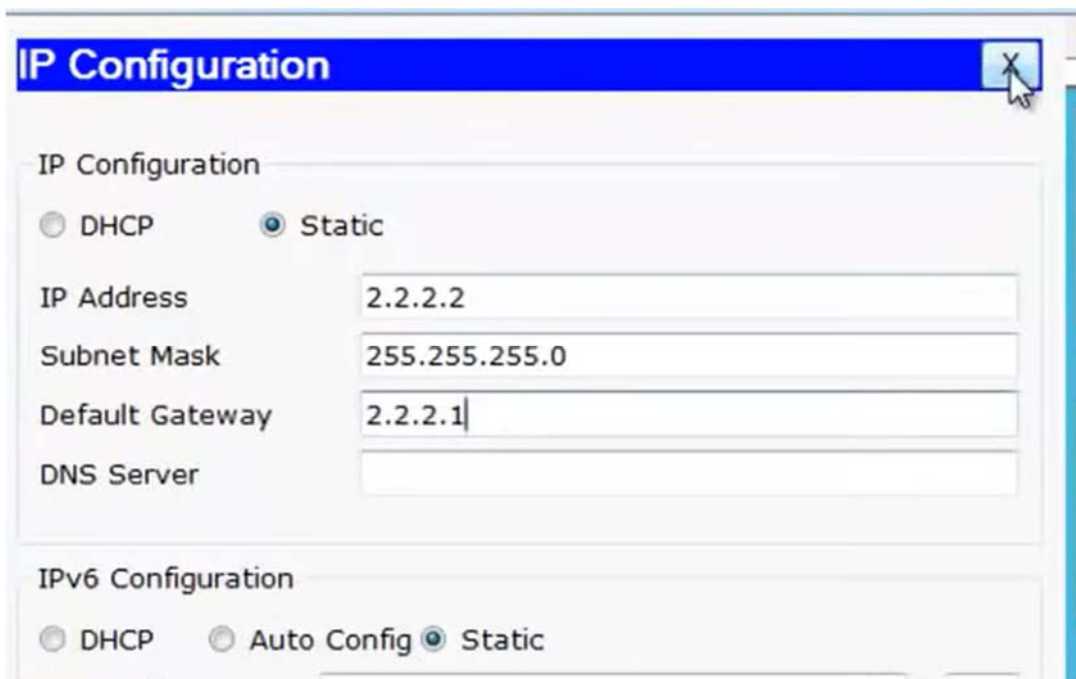 IP Configuration X
IP Configuration
DHCP Static
IP Address 2.2.2.2
Subnet Mask 255.255.255.0
Default Gateway 2.2.2.1
DNS Server
IPv6 Configuration
DHCP Auto Config Static